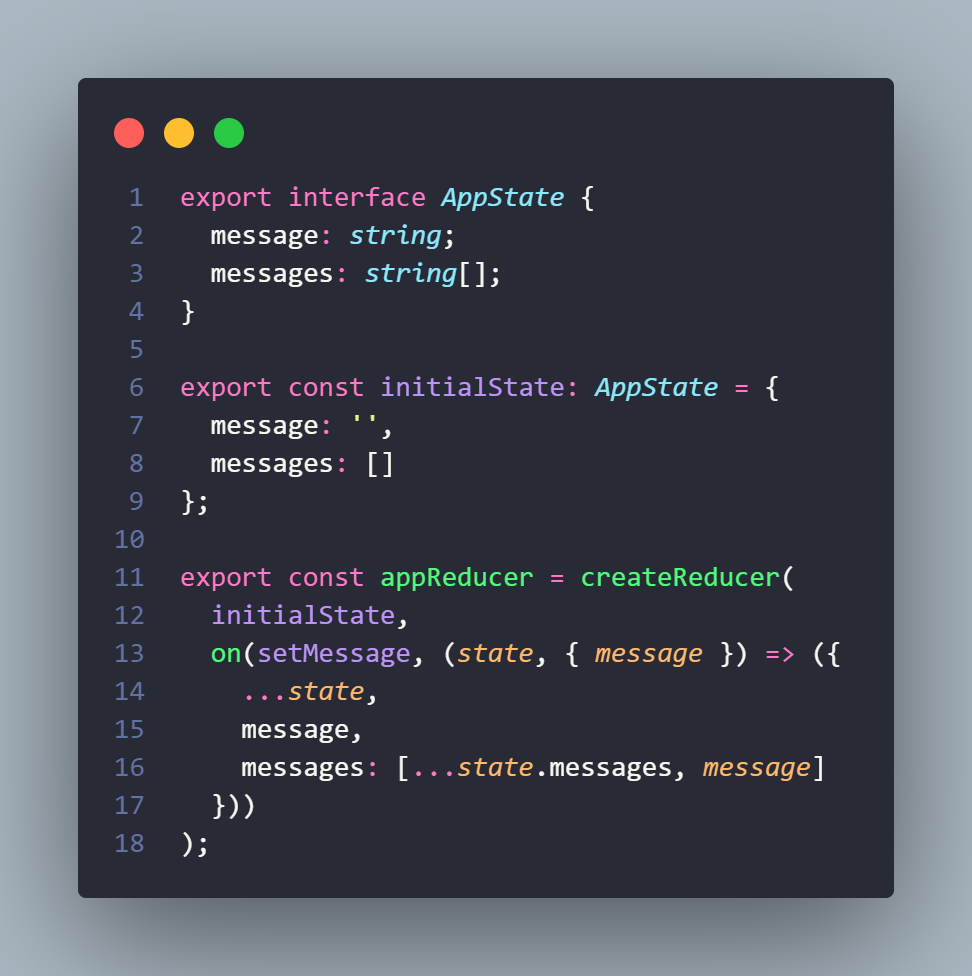 1 export interface AppState {
2   message: string;
3   messages: string[];
4 }
5
6 export const initialState: AppState = {
7   message: '',
8   messages: []
9 };
10
11 export const appReducer = createReducer(
12   initialState,
13   on(setMessage, (state, { message }) => ({
14     ...state,
15     message,
16     messages: [...state.messages, message]
17   }))
18 );